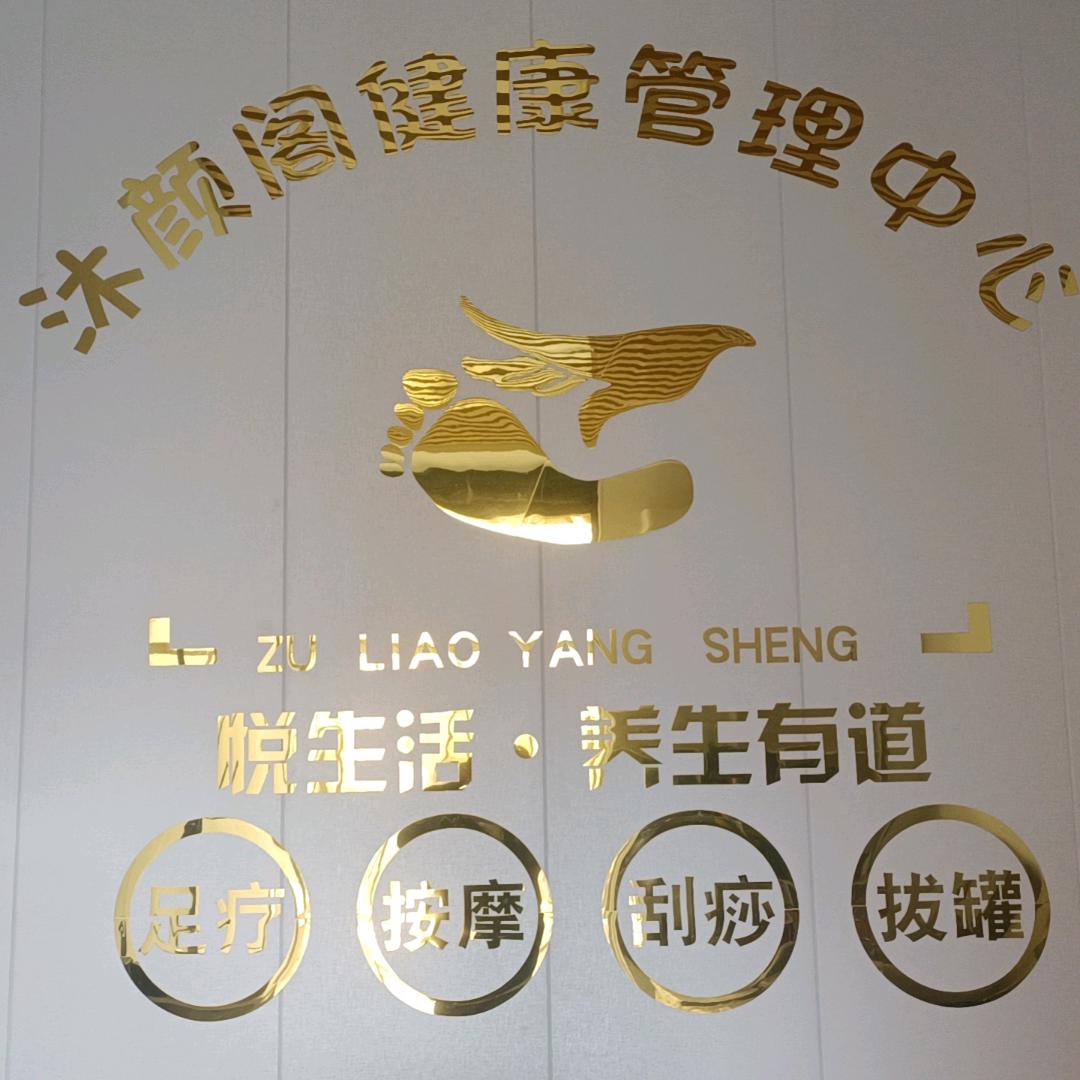 沐颜阁健康管理中心
ZU LIAO YANG SHENG
悦生活·养生有道
足疗 按摩 刮痧 拔罐